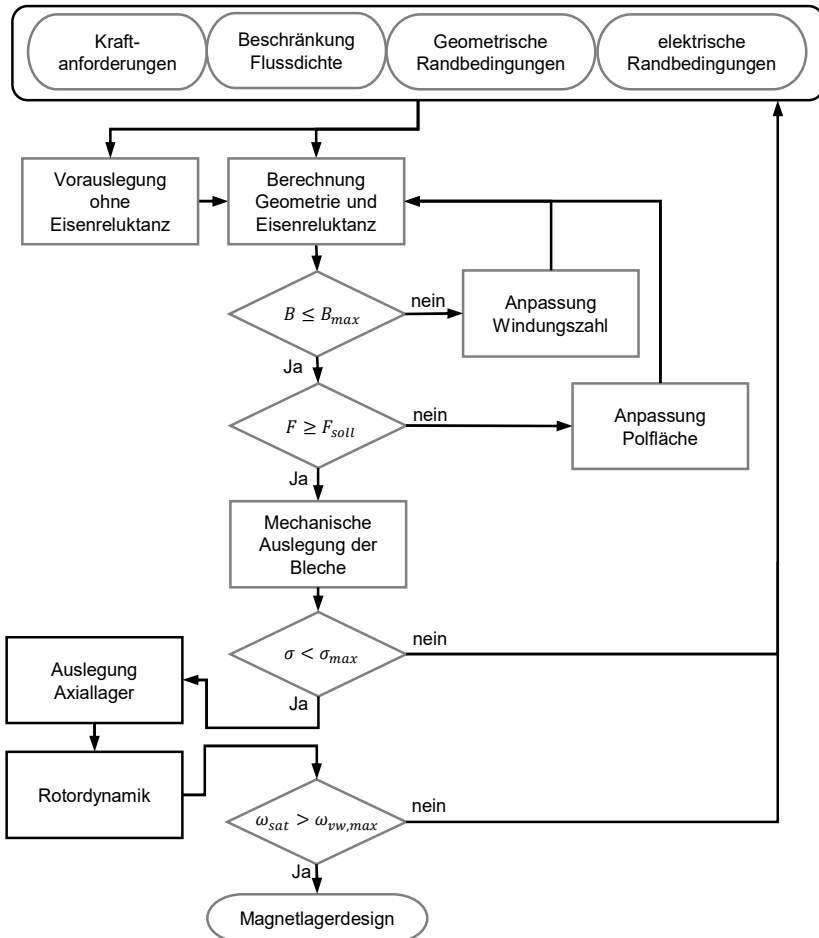 Kraft-
anforderungen
Beschränkung
Flussdichte
Geometrische
Randbedingungen
elektrische
Randbedingungen
Vorauslegung
ohne
Eisenreluktanz
Berechnung
Geometrie und
Eisenreluktanz
B ≤ B_max
nein
Anpassung
Windungszahl
Ja
F ≥ F_soll
nein
Anpassung
Polfläche
Ja
Mechanische
Auslegung der
Bleche
σ < σ_max
nein
Ja
Auslegung
Axiallager
Rotordynamik
ω_sat > ω_vw,max
nein
Ja
Magnetlagerdesign